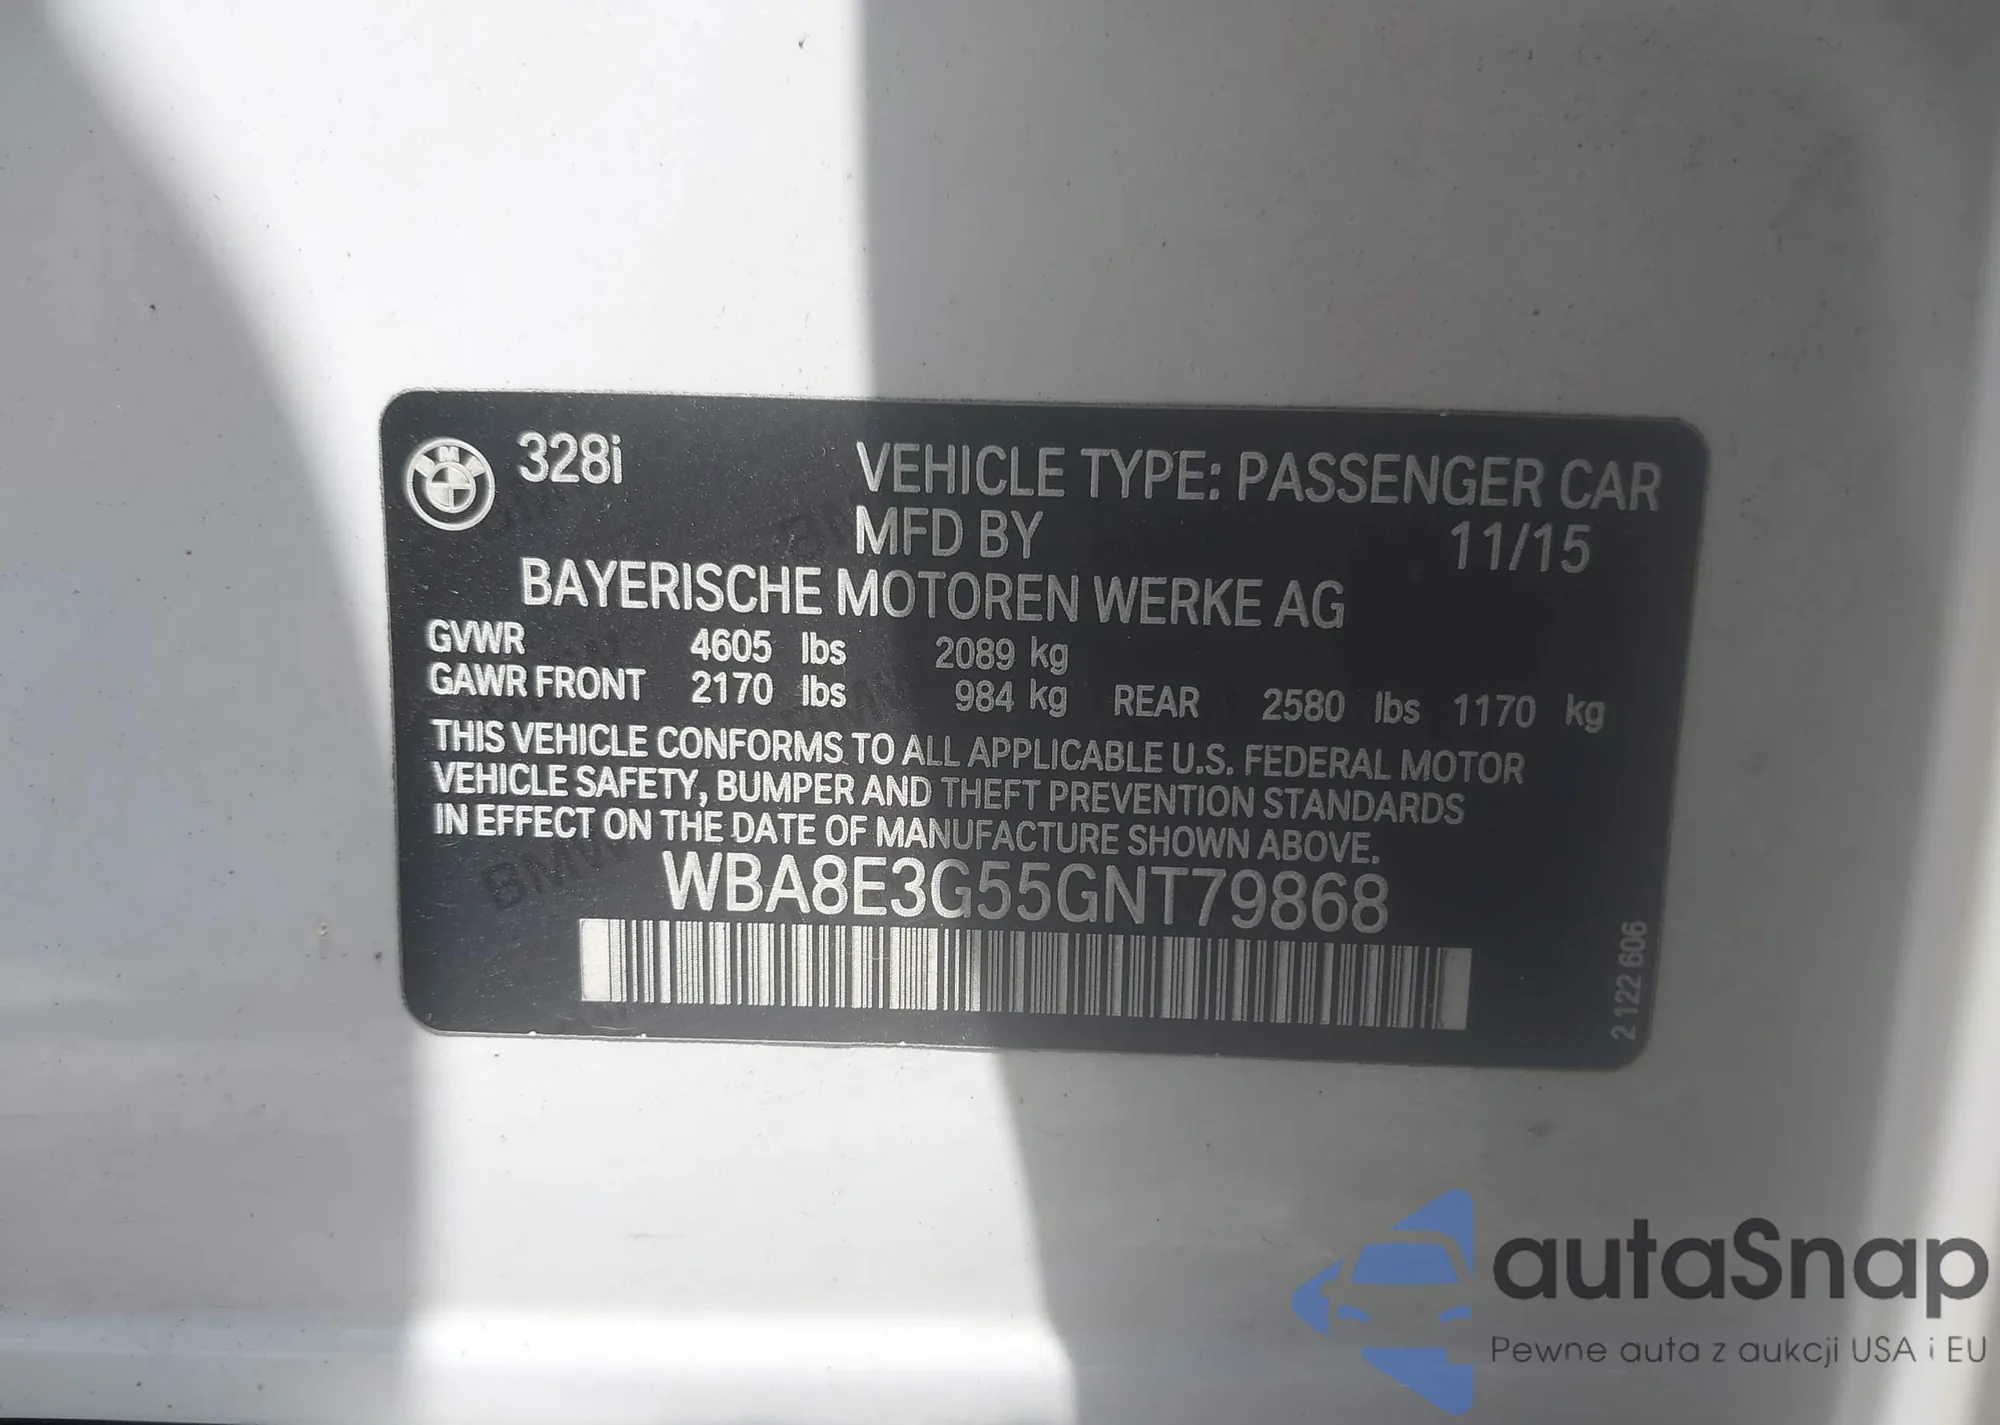 328i
VEHICLE TYPE: PASSENGER CAR
MFD BY 11/15
BAYERISCHE MOTOREN WERKE AG
GVWR 4605 lbs 2089 kg
GAWR FRONT 2170 lbs 984 kg REAR 2580 lbs 1170 kg
THIS VEHICLE CONFORMS TO ALL APPLICABLE U.S. FEDERAL MOTOR
VEHICLE SAFETY, BUMPER AND THEFT PREVENTION STANDARDS
IN EFFECT ON THE DATE OF MANUFACTURE SHOWN ABOVE.
WBA8E3G55GNT79868
2 122 606
autaSnap
Pewne auta z aukcji USA i EU